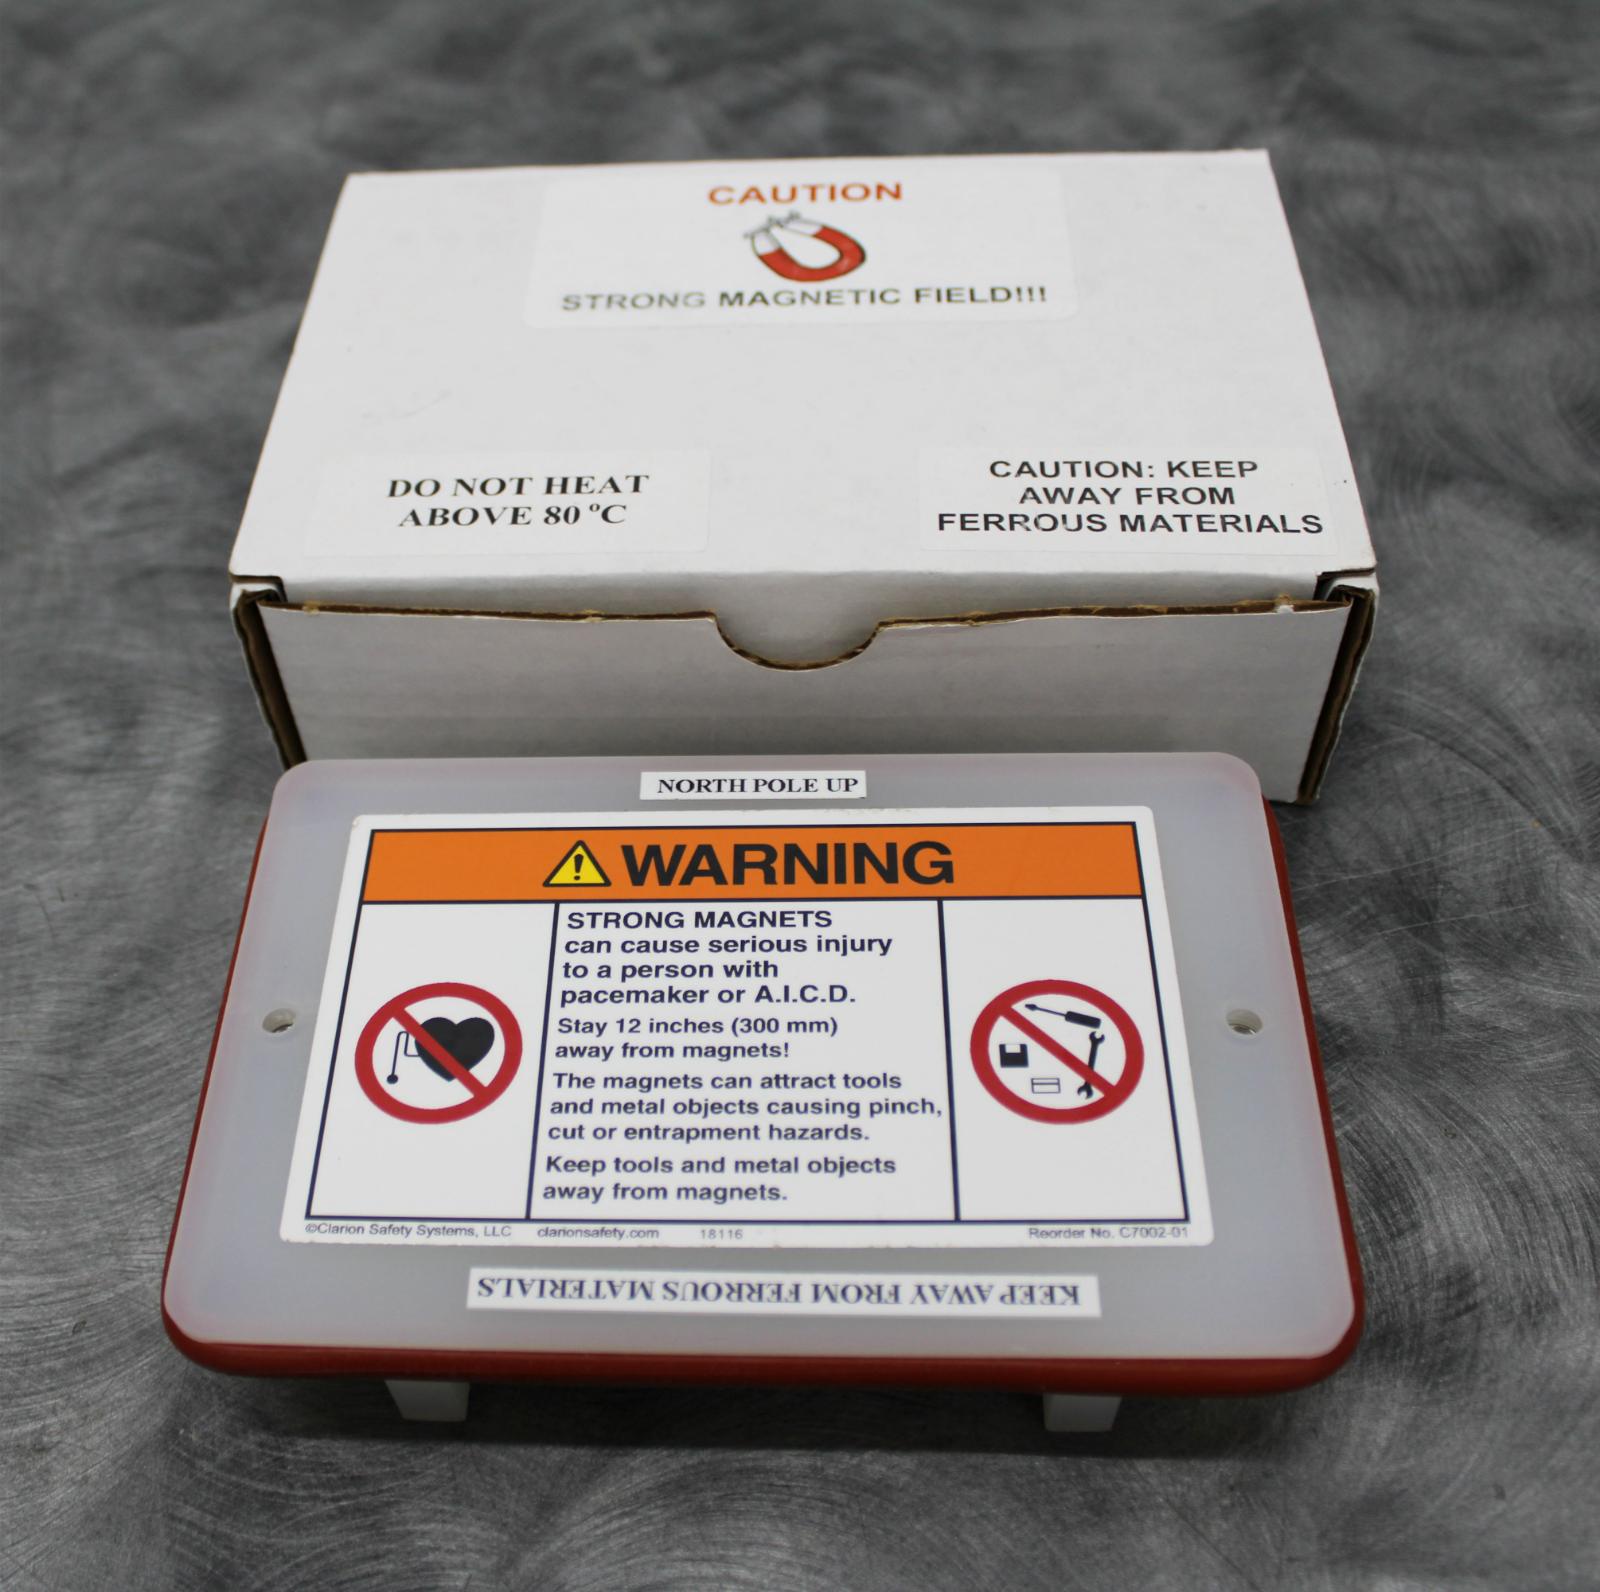 CAUTION
STRONG MAGNETIC FIELD!!!
DO NOT HEAT
ABOVE 80 ºC
CAUTION: KEEP
AWAY FROM
FERROUS MATERIALS
NORTH POLE UP
WARNING
STRONG MAGNETS
can cause serious injury
to a person with
pacemaker or A.I.C.D.
Stay 12 inches (300 mm)
away from magnets!
The magnets can attract tools
and metal objects causing pinch,
cut or entrapment hazards.
Keep tools and metal objects
away from magnets.
©Clarion Safety Systems, LLC clarionsafety.com 18116 Reorder No. C7002-01
KEEP AWAY FROM FERROUS MATERIALS